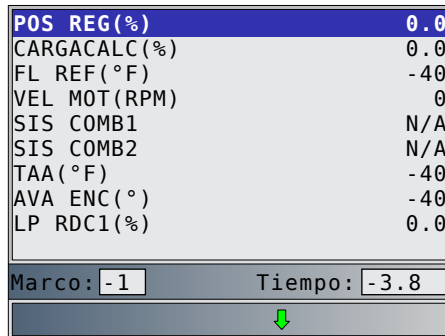 POS REG(%) 0.0
CARGACALC(%) 0.0
FL REF(°F) -40
VEL MOT(RPM) 0
SIS COMB1 N/A
SIS COMB2 N/A
TAA(°F) -40
AVA ENC(°) -40
LP RDC1(%) 0.0
Marco: -1 Tiempo: -3.8